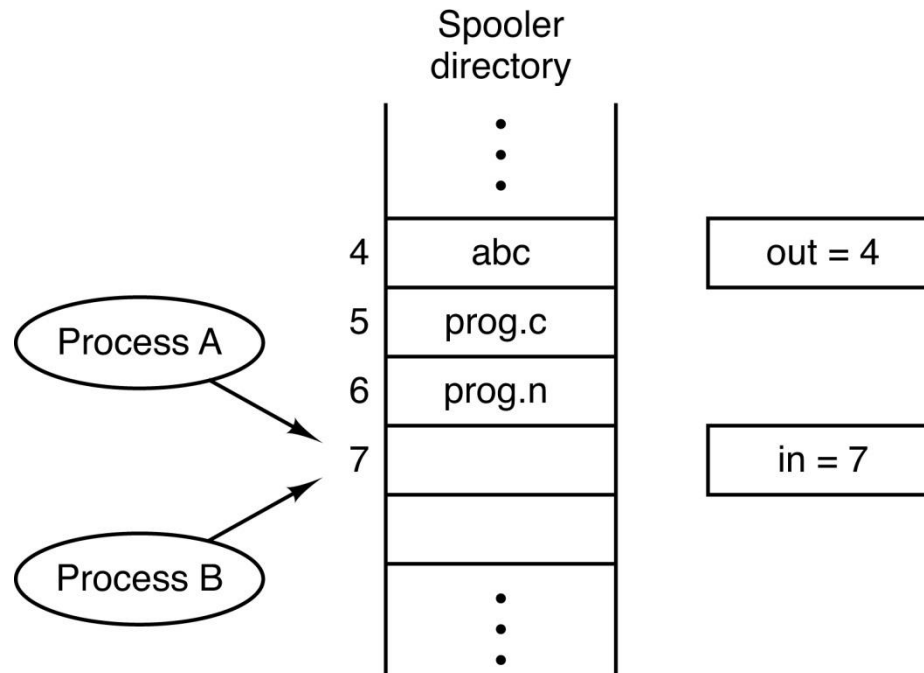 Spooler
directory
4
abc
out = 4
Process A
5
prog.c
6
prog.n
7
in = 7
Process B